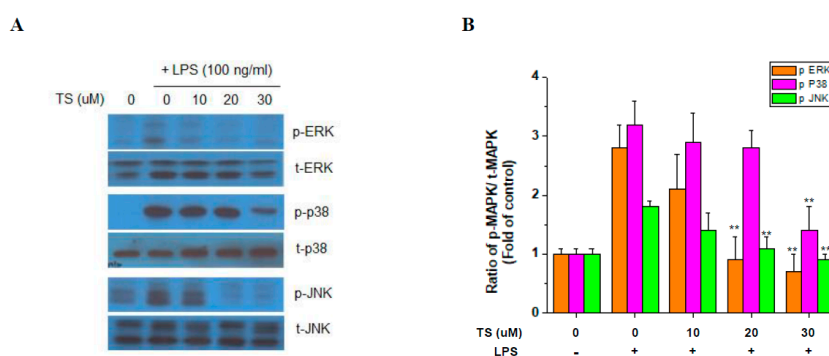 A
+ LPS (100 ng/ml)
TS (uM) 0 0 10 20 30
p-ERK
t-ERK
p-p38
t-p38
p-JNK
t-JNK
B
p ERK
p P38
p JNK
Ratio of p-MAPK/ t-MAPK
(Fold of control)
4
3
2
1
0
** ** ** ** **
TS (uM) 0 0 10 20 30
LPS - + + + +